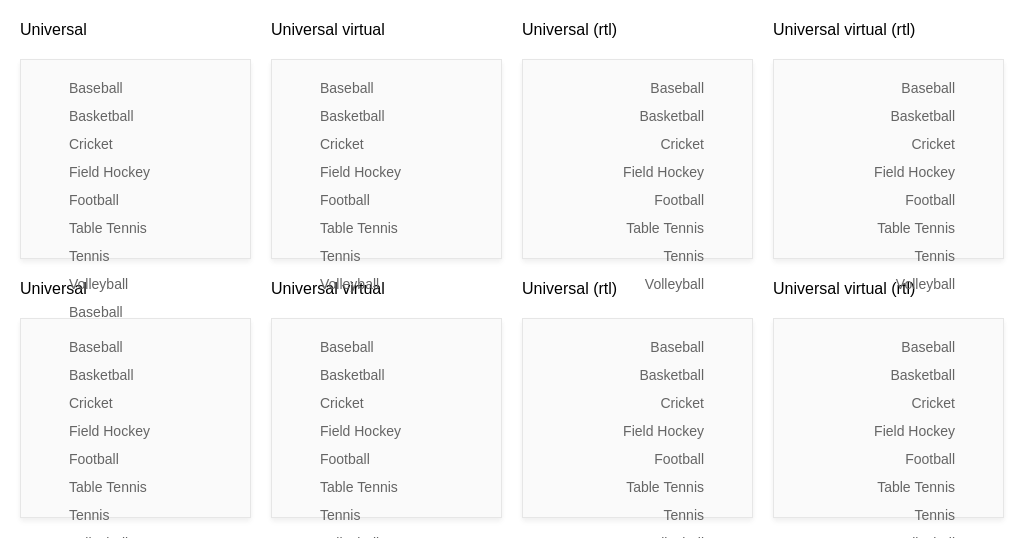 Universal
Baseball
Basketball
Cricket
Field Hockey
Football
Table Tennis
Tennis
Volleyball
Baseball
Universal virtual
Baseball
Basketball
Cricket
Field Hockey
Football
Table Tennis
Tennis
Volleyball
Universal (rtl)
Baseball
Basketball
Cricket
Field Hockey
Football
Table Tennis
Tennis
Volleyball
Universal virtual (rtl)
Baseball
Basketball
Cricket
Field Hockey
Football
Table Tennis
Tennis
Volleyball
Universal
Baseball
Basketball
Cricket
Field Hockey
Football
Table Tennis
Tennis
Universal virtual
Baseball
Basketball
Cricket
Field Hockey
Football
Table Tennis
Tennis
Universal (rtl)
Baseball
Basketball
Cricket
Field Hockey
Football
Table Tennis
Tennis
Universal virtual (rtl)
Baseball
Basketball
Cricket
Field Hockey
Football
Table Tennis
Tennis